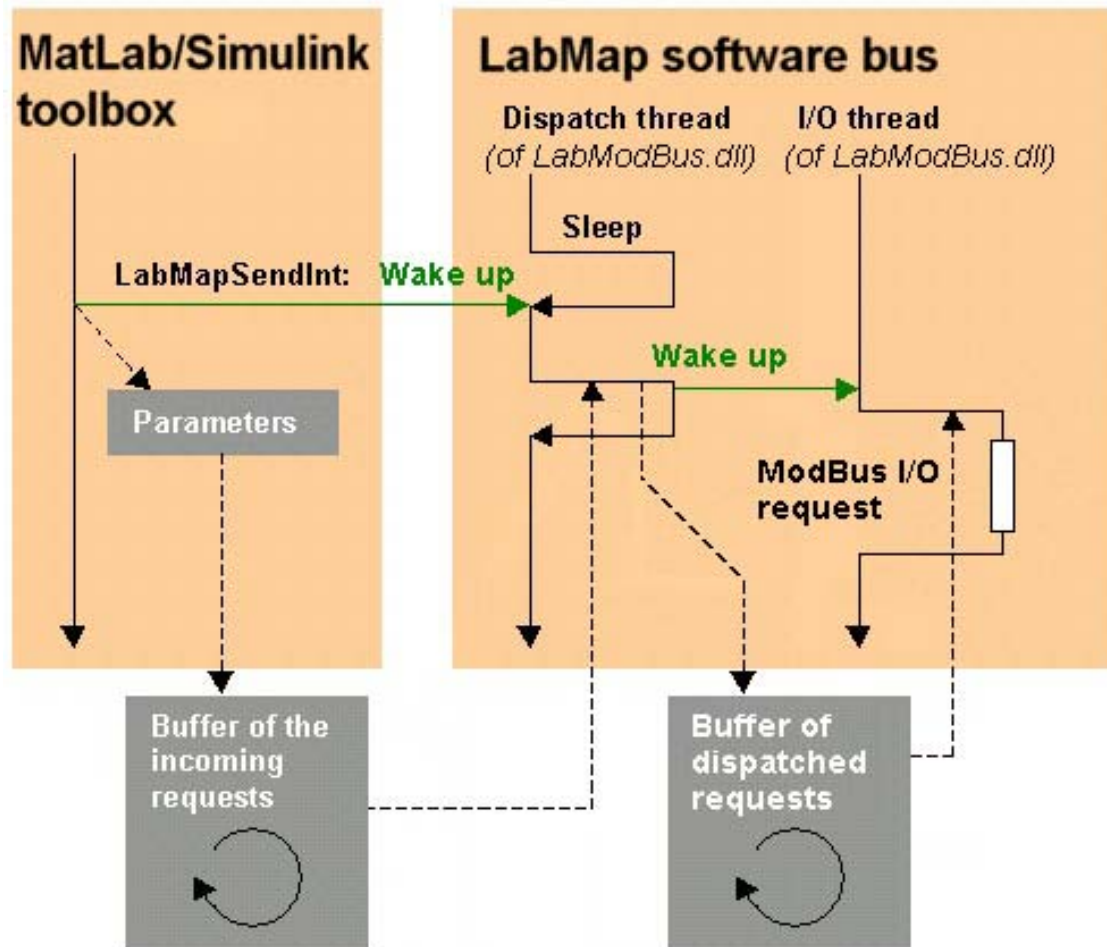 MatLab/Simulink
toolbox
LabMap software bus
Dispatch thread
(of LabModBus.dll)
I/O thread
(of LabModBus.dll)
Sleep
LabMapSendInt: Wake up
Wake up
Parameters
ModBus I/O
request
Buffer of the
incoming
requests
Buffer of
dispatched
requests